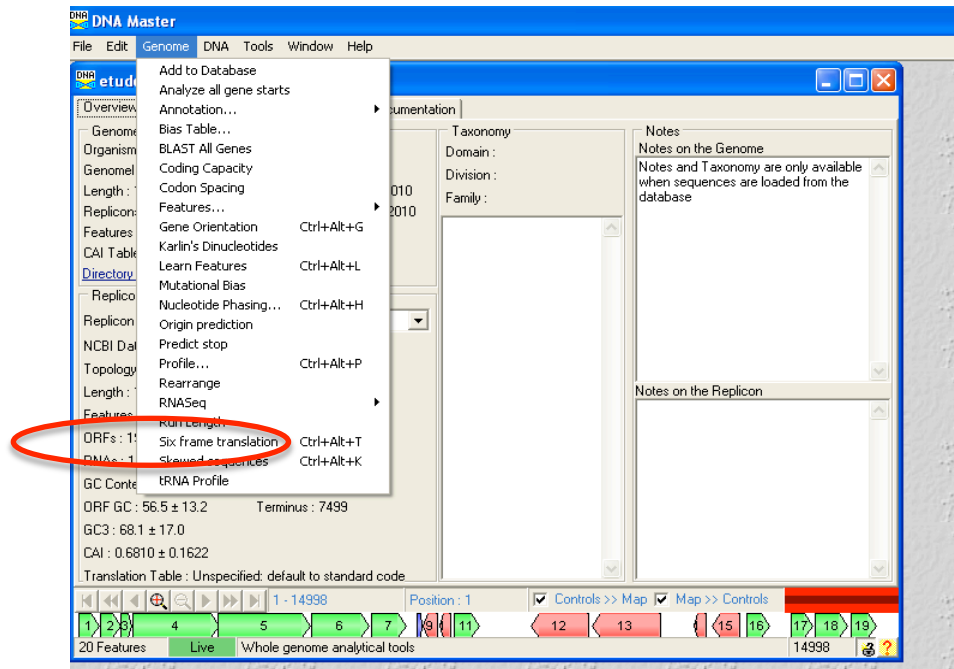 DNA Master
File Edit Genome DNA Tools Window Help
etude
Overview
Add to Database
Analyze all gene starts
Annotation...
Bias Table...
BLAST All Genes
Coding Capacity
Codon Spacing
Features...
Gene Orientation Ctrl+Alt+G
Karlin's Dinucleotides
Learn Features Ctrl+Alt+L
Mutational Bias
Nucleotide Phasing... Ctrl+Alt+H
Origin prediction
Predict stop
Profile... Ctrl+Alt+P
Rearrange
RNASeq
Run Length
Six frame translation Ctrl+Alt+T
Skewed sequences Ctrl+Alt+K
tRNA Profile
Genome
Organism
Genomel
Length :
Replicon
Features
CAI Table
Directory
010
2010
Replico
Replicon
NCBI Dat
Topology
Length :
Features
ORFs : 19
RNAs : 1
GC Conte
ORF GC : 56.5 ± 13.2 Terminus : 7499
GC3 : 68.1 ± 17.0
CAI : 0.6810 ± 0.1622
Translation Table : Unspecified: default to standard code
Taxonomy
Domain :
Division :
Family :
Notes
Notes on the Genome
Notes and Taxonomy are only available
when sequences are loaded from the
database
Notes on the Replicon
1 - 14998 Position : 1 Controls >> Map Map >> Controls
1 2 3 4 5 6 7 9 11 12 13 15 16 17 18 19
20 Features Live Whole genome analytical tools 14998